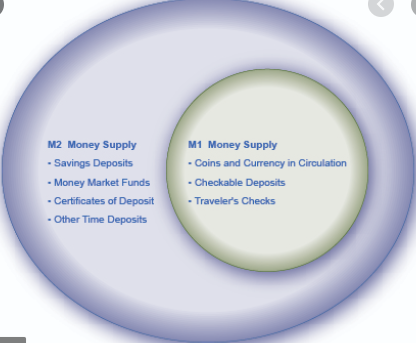 M2 Money Supply
• Savings Deposits
• Money Market Funds
• Certificates of Deposit
• Other Time Deposits
M1 Money Supply
• Coins and Currency in Circulation
• Checkable Deposits
• Traveler's Checks